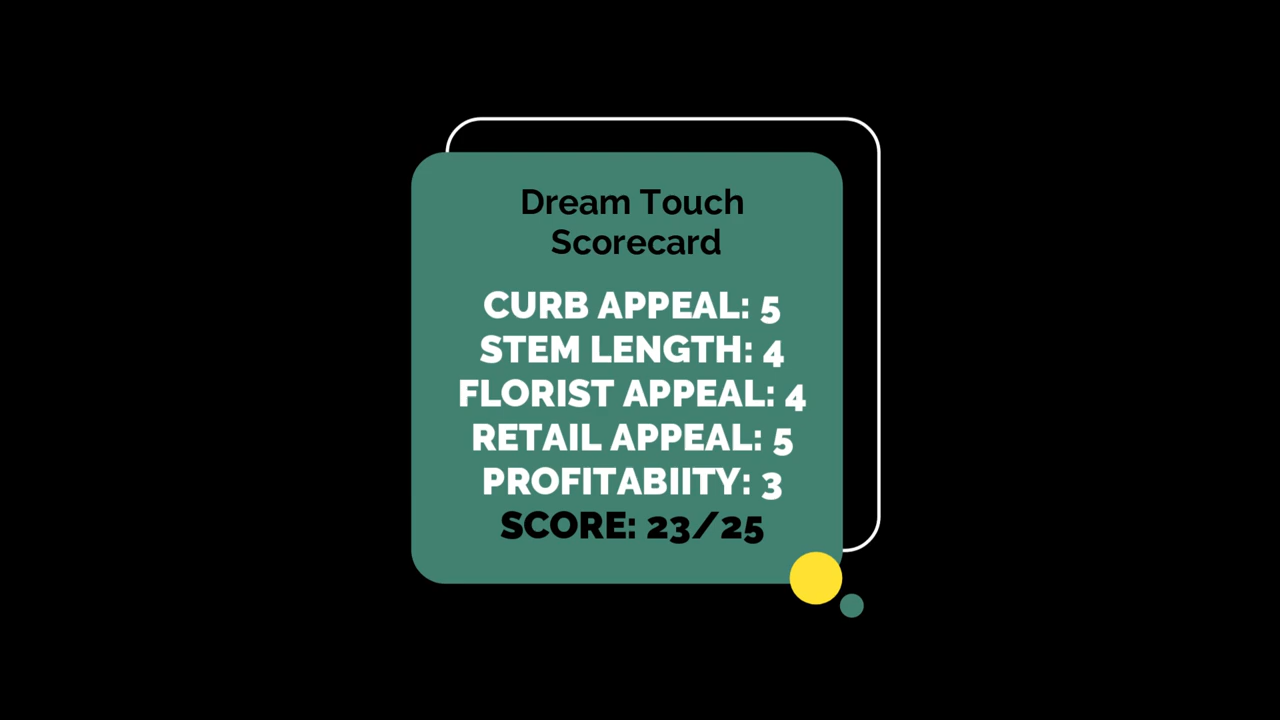 Dream Touch
Scorecard
CURB APPEAL: 5
STEM LENGTH: 4
FLORIST APPEAL: 4
RETAIL APPEAL: 5
PROFITABIITY: 3
SCORE: 23/25